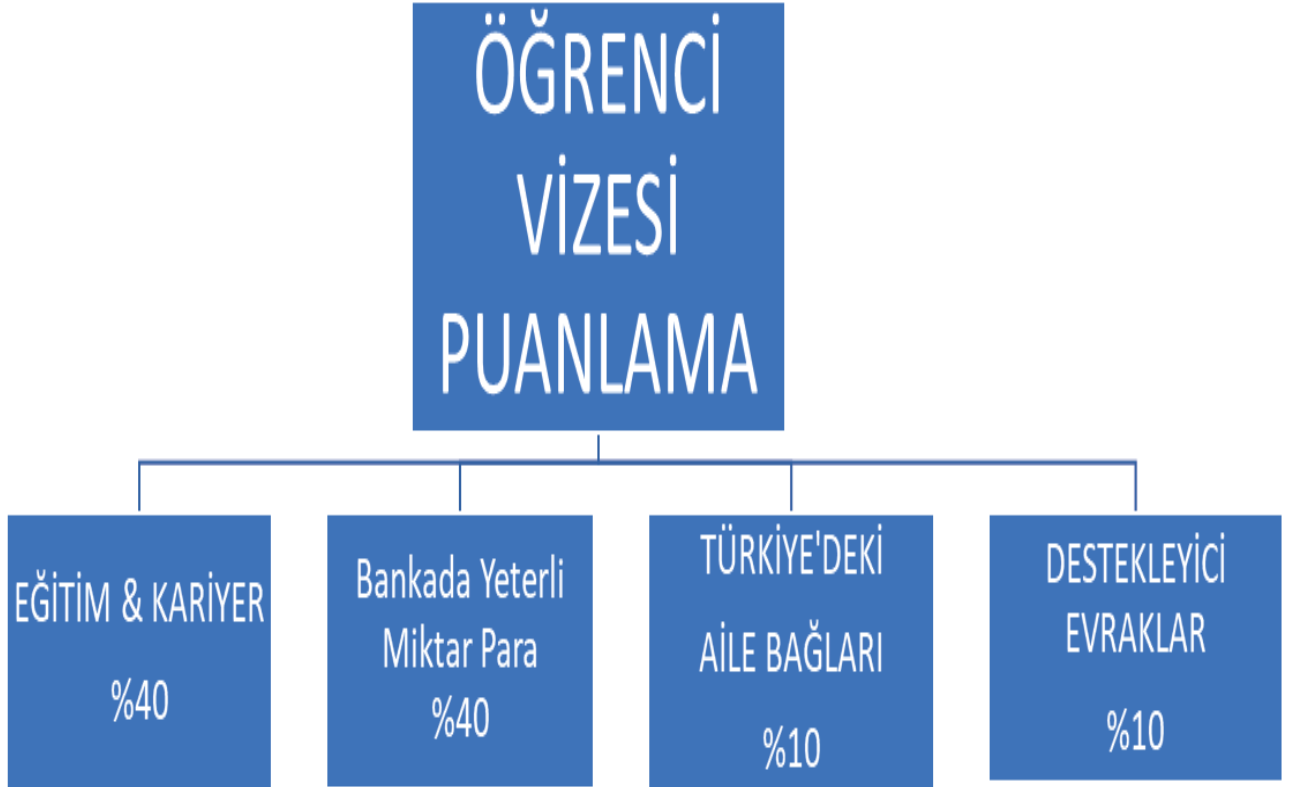 ÖĞRENCİ
VİZESİ
PUANLAMA
EĞİTİM & KARİYER
%40
Bankada Yeterli
Miktar Para
%40
TÜRKİYE'DEKİ
AİLE BAĞLARI
%10
DESTEKLEYİCİ
EVRAKLAR
%10